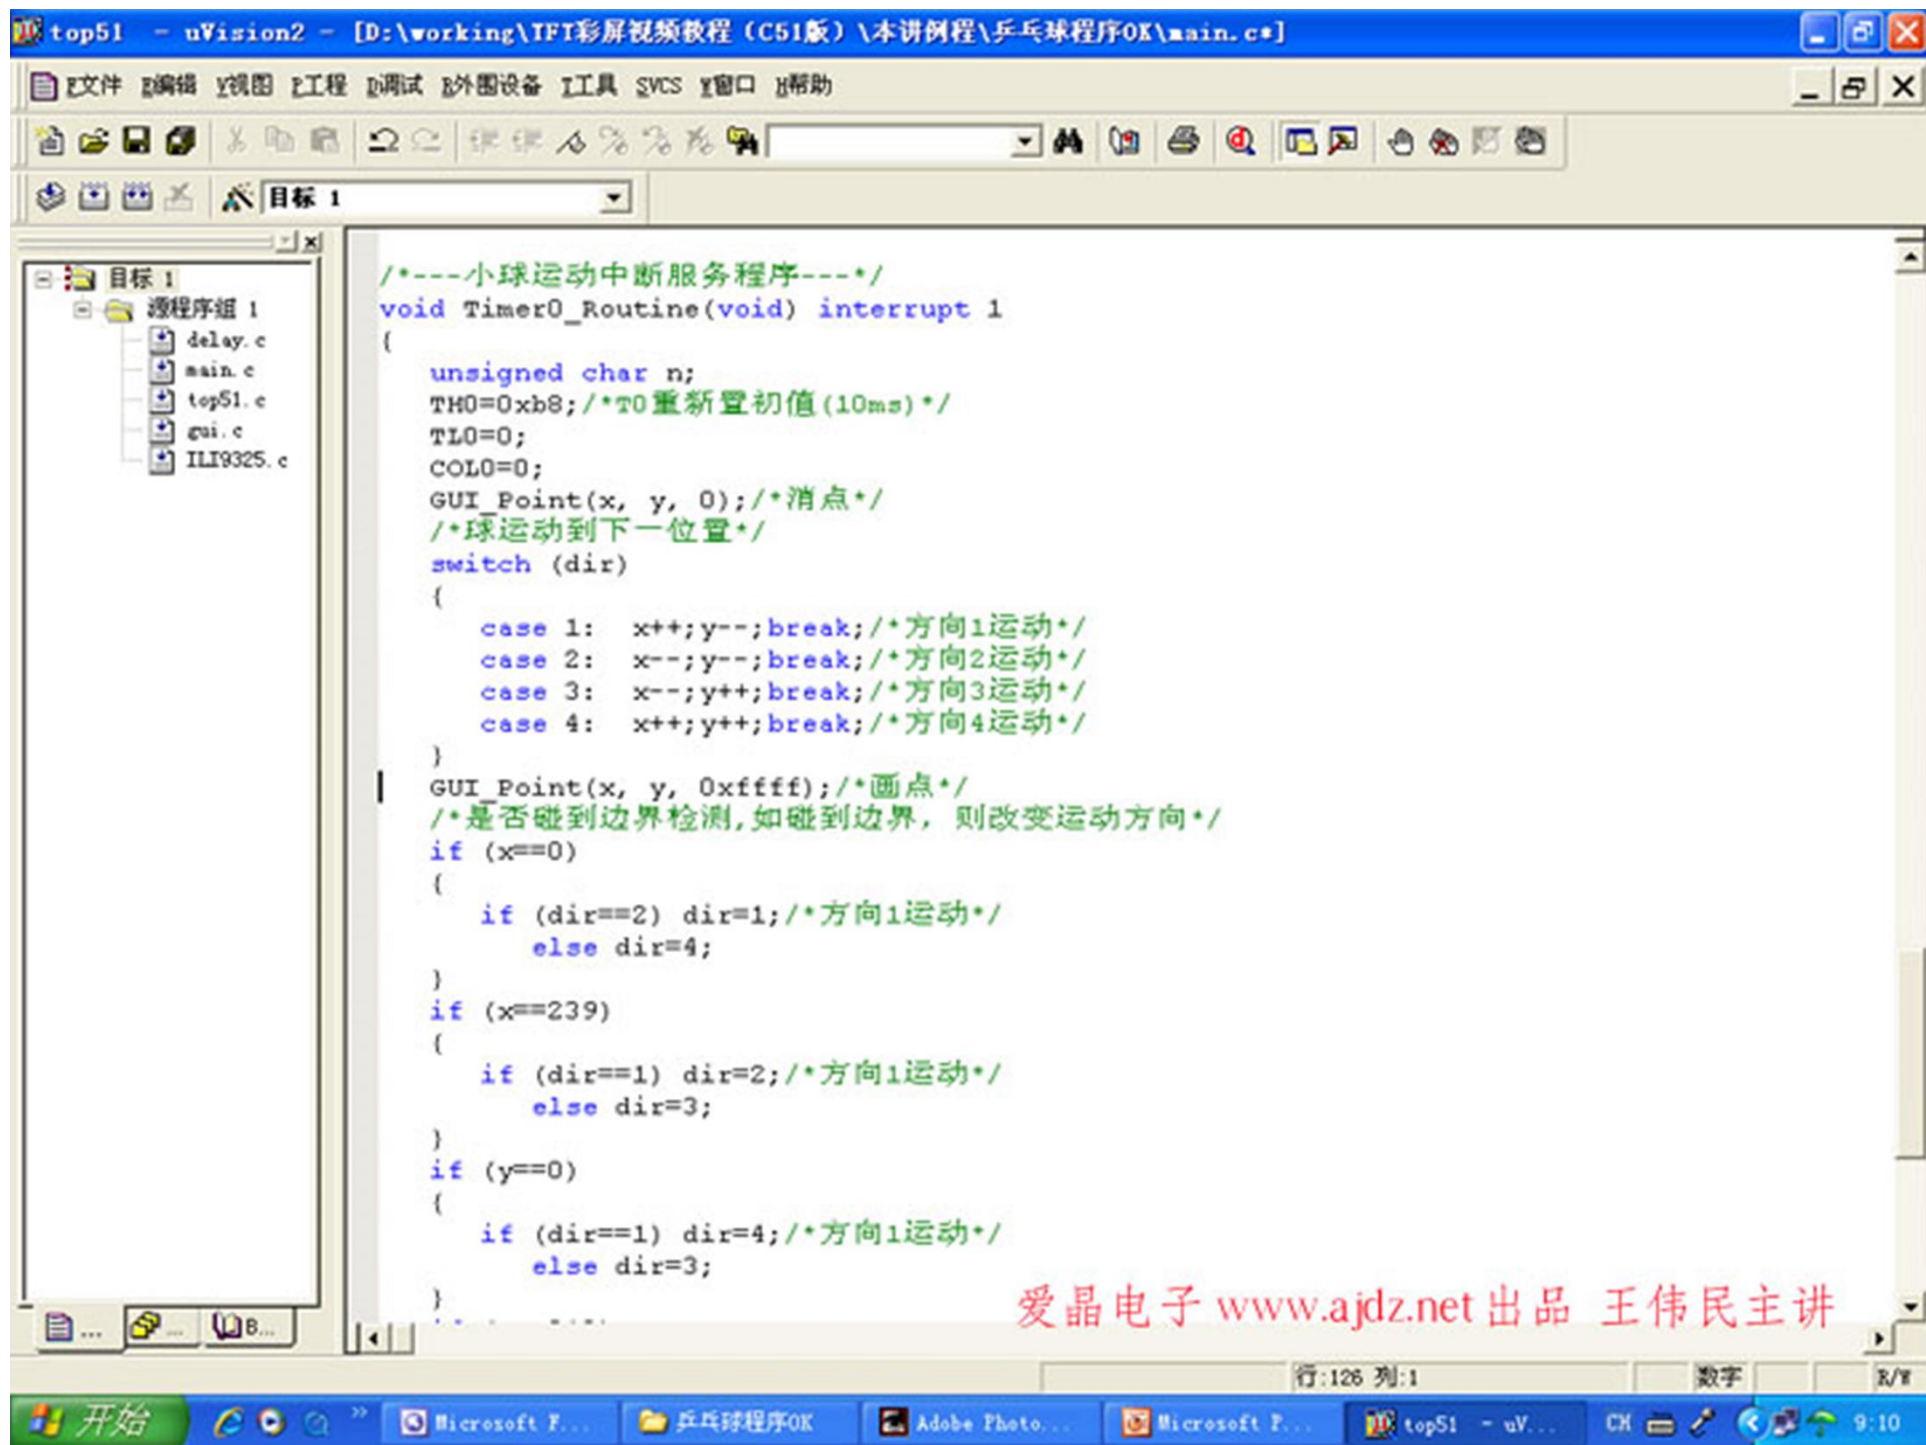 top51 - uVision2 - [D:\working\TFT彩屏视频教程（C51版）\本讲例程\乒乓球程序OK\main.c*]
F文件 E编辑 V视图 P工程 D调试 R外围设备 T工具 SVCS W窗口 H帮助
目标 1
目标 1
源程序组 1
delay.c
main.c
top51.c
gui.c
ILI9325.c
/*---小球运动中断服务程序---*/
void Timer0_Routine(void) interrupt 1
{
unsigned char n;
TH0=0xb8;/*T0重新置初值(10ms)*/
TL0=0;
COL0=0;
GUI_Point(x, y, 0);/*消点*/
/*球运动到下一位置*/
switch (dir)
{
case 1: x++;y--;break;/*方向1运动*/
case 2: x--;y--;break;/*方向2运动*/
case 3: x--;y++;break;/*方向3运动*/
case 4: x++;y++;break;/*方向4运动*/
}
GUI_Point(x, y, 0xffff);/*画点*/
/*是否碰到边界检测,如碰到边界，则改变运动方向*/
if (x==0)
{
if (dir==2) dir=1;/*方向1运动*/
else dir=4;
}
if (x==239)
{
if (dir==1) dir=2;/*方向1运动*/
else dir=3;
}
if (y==0)
{
if (dir==1) dir=4;/*方向1运动*/
else dir=3;
}
爱晶电子 www.ajdz.net 出品 王伟民主讲
... ... B...
行:126 列:1 数字 R/W
开始 » Microsoft F... 乒乓球程序OK Adobe Photo... Microsoft P... top51 - uV... CH 9:10